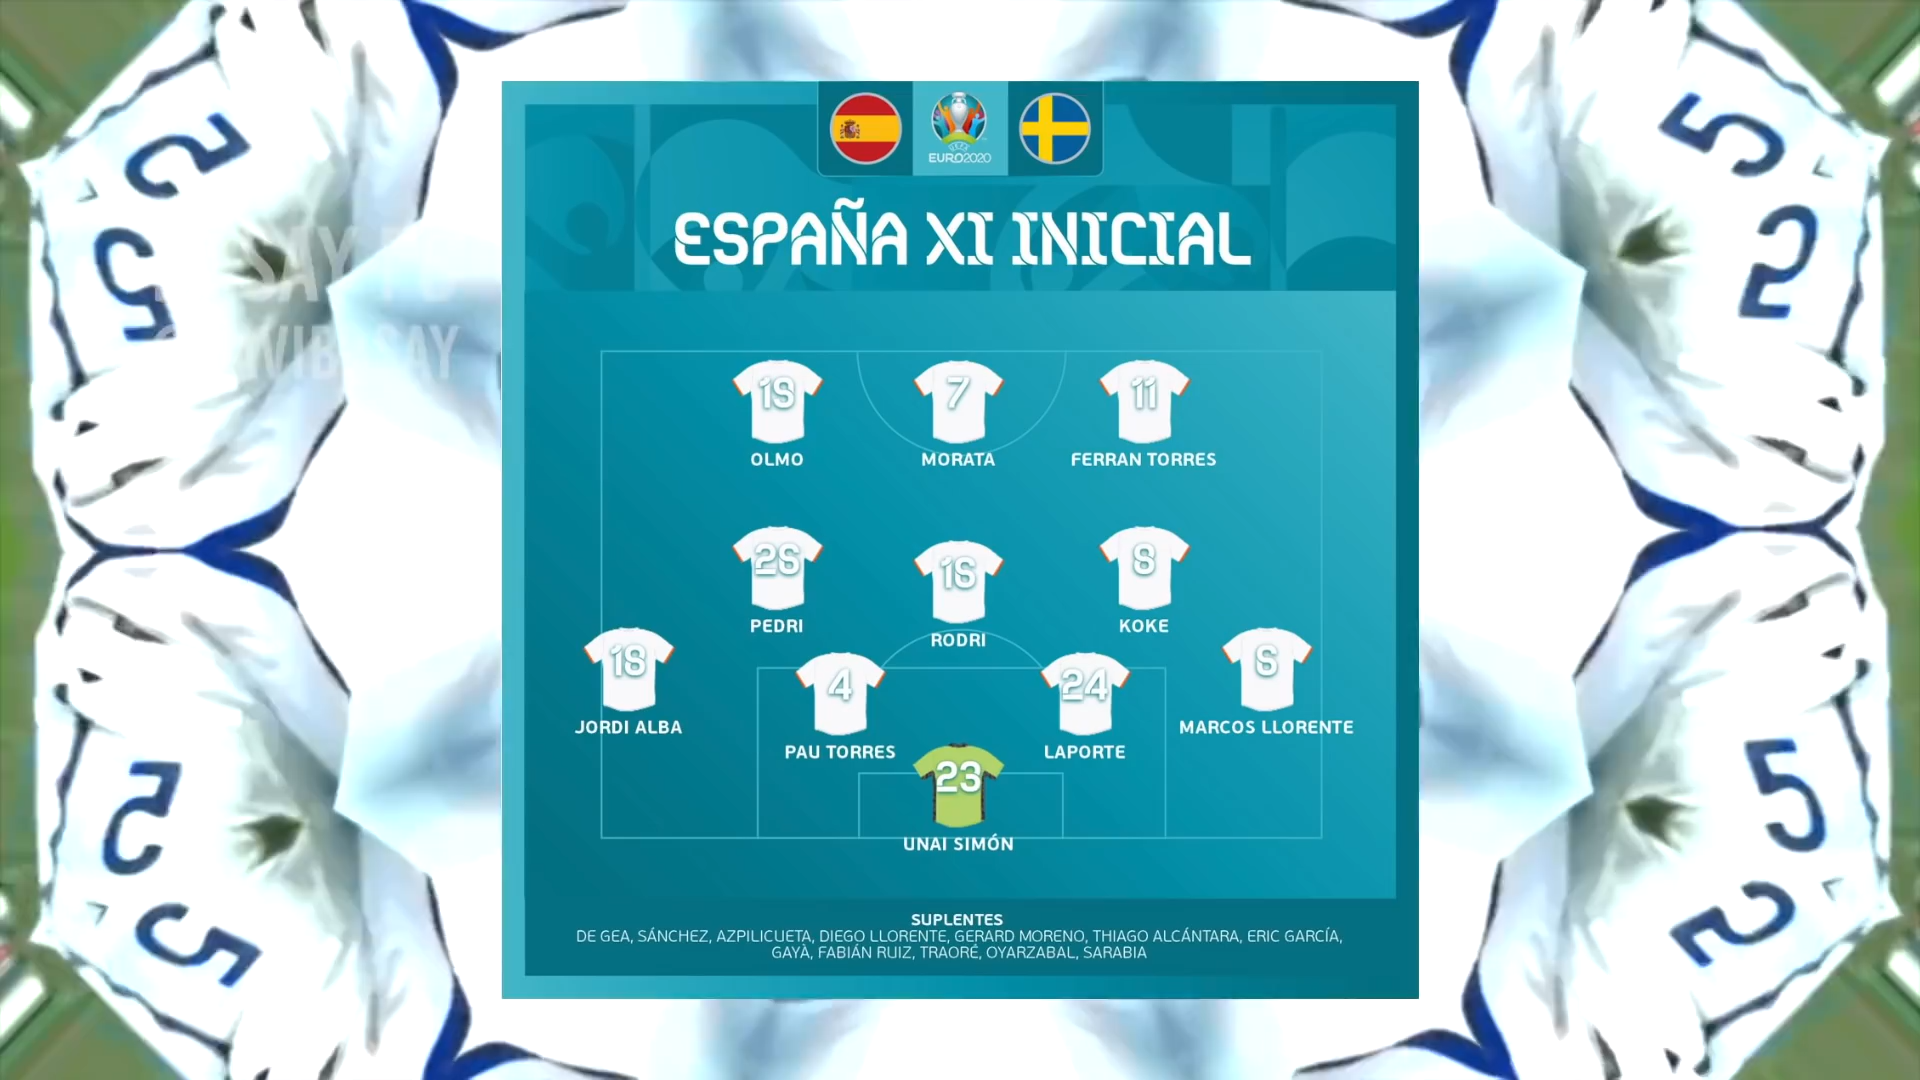 EURO2020
ESPAÑA XI INICIAL
19 7 11
OLMO MORATA FERRAN TORRES
26 16 8
PEDRI RODRI KOKE
18 4 24 6
JORDI ALBA PAU TORRES LAPORTE MARCOS LLORENTE
23
UNAI SIMÓN
SUPLENTES
DE GEA, SÁNCHEZ, AZPILICUETA, DIEGO LLORENTE, GERARD MORENO, THIAGO ALCÁNTARA, ERIC GARCÍA,
GAYÀ, FABIÁN RUIZ, TRAORÉ, OYARZABAL, SARABIA